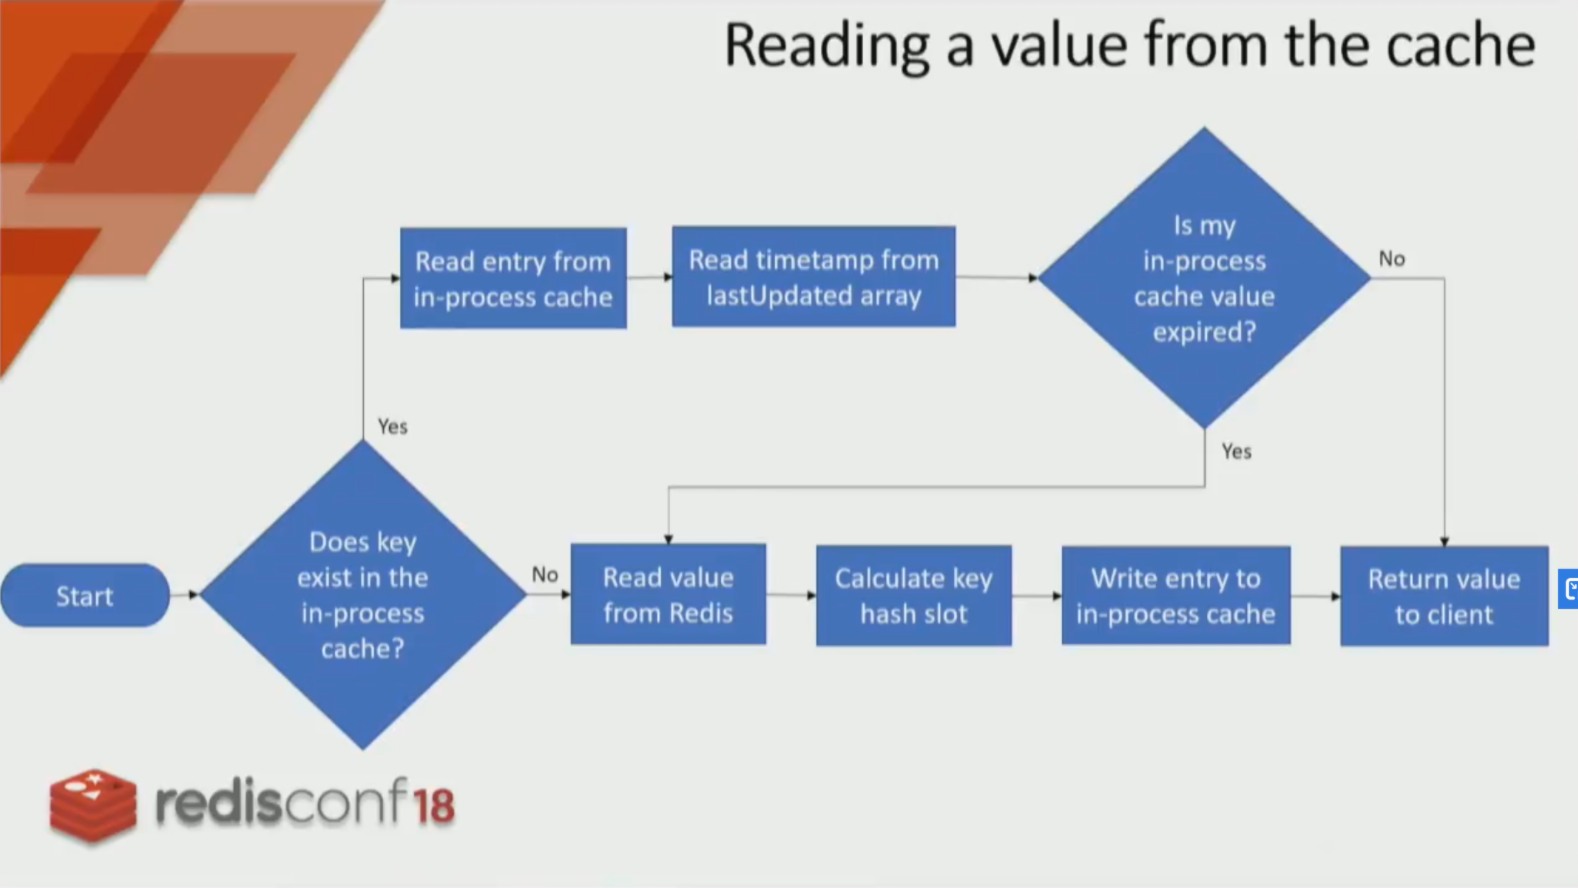 Reading a value from the cache
Is my
in-process
cache value
expired?
No
Read entry from
in-process cache
Read timetamp from
lastUpdated array
Yes
Yes
Does key
exist in the
in-process
cache?
Start
No
Read value
from Redis
Calculate key
hash slot
Write entry to
in-process cache
Return value
to client
redisconf18